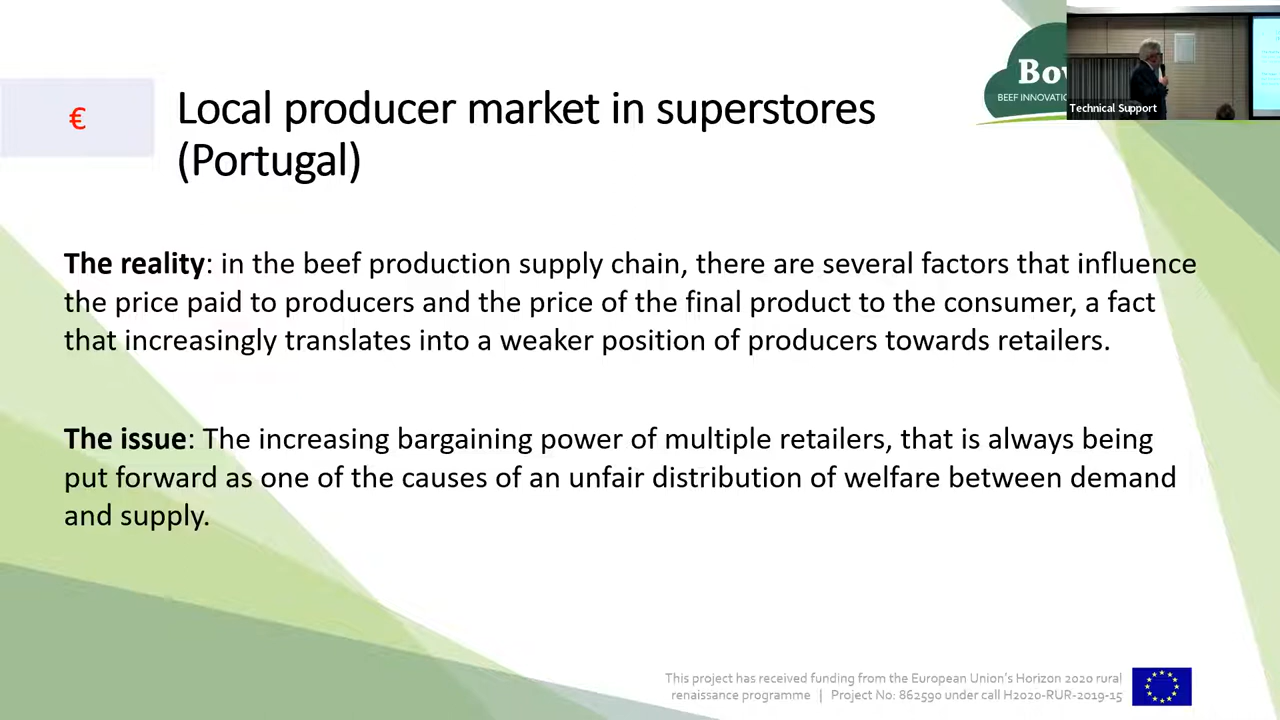 €
Local producer market in superstores
(Portugal)
BEEF INNOVATIO
Technical Support
The reality: in the beef production supply chain, there are several factors that influence
the price paid to producers and the price of the final product to the consumer, a fact
that increasingly translates into a weaker position of producers towards retailers.
The issue: The increasing bargaining power of multiple retailers, that is always being
put forward as one of the causes of an unfair distribution of welfare between demand
and supply.
This project has received funding from the European Union's Horizon 2020 rural
renaissance programme | Project No: 862590 under call H2020-RUR-2019-15